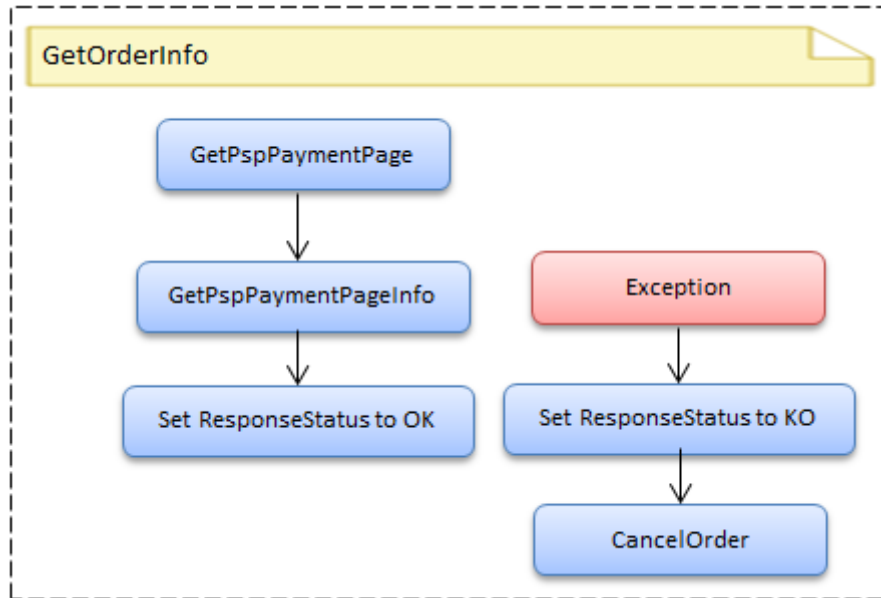 GetOrderInfo
GetPspPaymentPage
GetPspPaymentPageInfo
Set ResponseStatus to OK
Exception
Set ResponseStatus to KO
CancelOrder